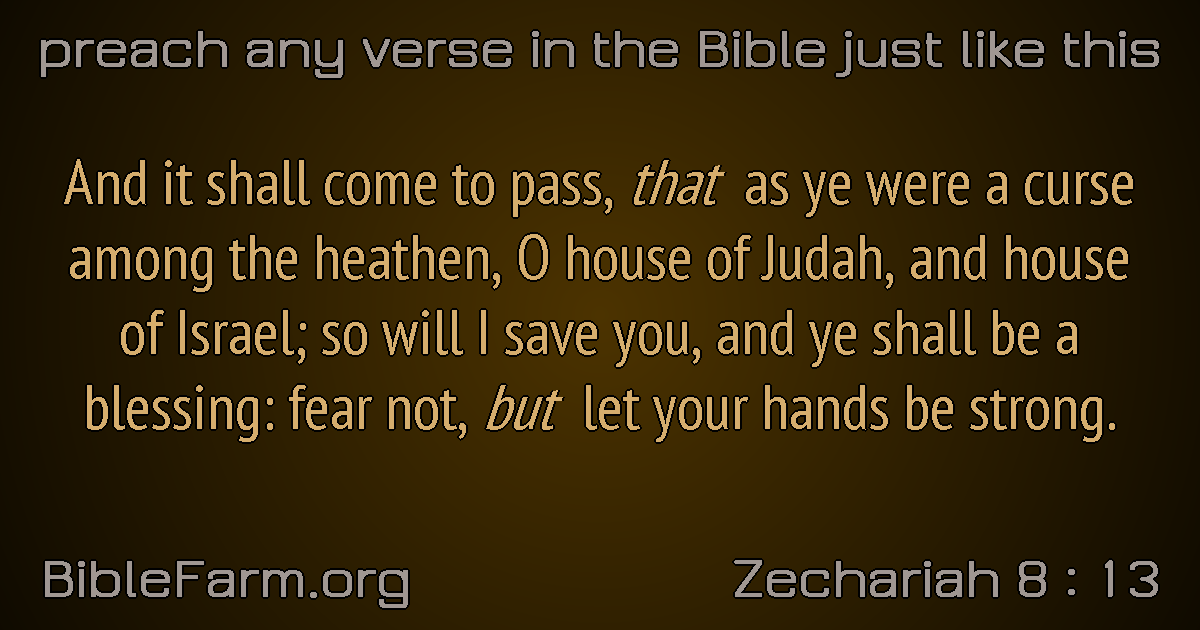 preach any verse in the Bible just like this
And it shall come to pass, that as ye were a curse
among the heathen, O house of Judah, and house
of Israel; so will I save you, and ye shall be a
blessing: fear not, but let your hands be strong.
BibleFarm.org
Zechariah 8 : 13